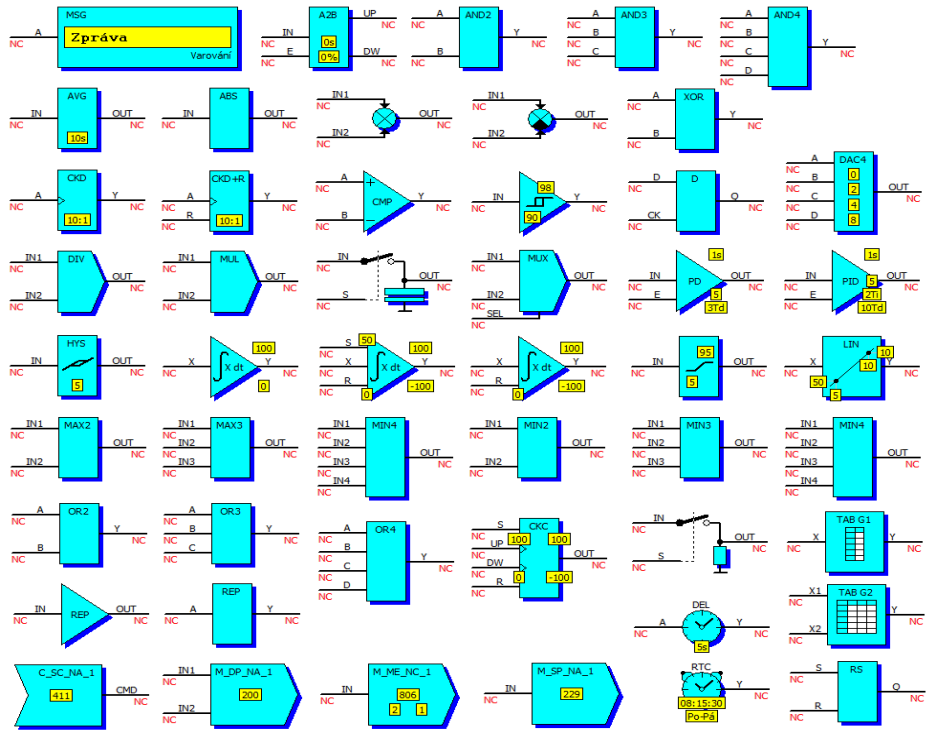 MSG
A
NC
Zpráva
Varování
A2B
UP
NC
IN
NC
0s
E
NC
0%
DW
NC
AND2
A
NC
Y
NC
B
NC
AND3
A
NC
B
NC
Y
NC
C
NC
AND4
A
NC
B
NC
Y
NC
C
NC
D
NC
AVG
IN
NC
OUT
NC
10s
ABS
IN
NC
OUT
NC
IN1
NC
OUT
NC
IN2
NC
IN1
NC
OUT
NC
IN2
NC
XOR
A
NC
Y
NC
B
NC
CKD
A
NC
Y
NC
10:1
CKD+R
A
NC
Y
NC
R
NC
10:1
A
NC
+
CMP
Y
NC
B
NC
−
98
IN
NC
Y
NC
90
D
D
NC
Q
NC
CK
NC
DAC4
A
NC
0
B
NC
2
OUT
NC
C
NC
4
D
NC
8
DIV
IN1
NC
OUT
NC
IN2
NC
MUL
IN1
NC
OUT
NC
IN2
NC
IN
NC
OUT
NC
S
NC
MUX
IN1
NC
OUT
NC
IN2
NC
SEL
NC
1s
IN
NC
PD
OUT
NC
E
NC
5
3Td
1s
IN
NC
PID
5
OUT
NC
E
NC
2Ti
10Td
HYS
IN
NC
OUT
NC
5
100
X
NC
X dt
Y
NC
0
S
NC
50
100
X
NC
X dt
Y
NC
R
NC
0
-100
100
X
NC
X dt
Y
NC
R
NC
0
-100
95
IN
NC
OUT
NC
5
LIN
10
X
NC
10
Y
NC
50
5
MAX2
IN1
NC
OUT
NC
IN2
NC
MAX3
IN1
NC
IN2
NC
OUT
NC
IN3
NC
MIN4
IN1
NC
IN2
NC
OUT
NC
IN3
NC
IN4
NC
MIN2
IN1
NC
OUT
NC
IN2
NC
MIN3
IN1
NC
IN2
NC
OUT
NC
IN3
NC
MIN4
IN1
NC
IN2
NC
OUT
NC
IN3
NC
IN4
NC
OR2
A
NC
Y
NC
B
NC
OR3
A
NC
B
NC
Y
NC
C
NC
OR4
A
NC
B
NC
Y
NC
C
NC
D
NC
CKC
S
NC
100
100
UP
NC
OUT
NC
DW
NC
0
-100
R
NC
IN
NC
OUT
NC
S
NC
TAB G1
X
NC
Y
NC
REP
IN
NC
OUT
NC
REP
A
NC
Y
NC
DEL
A
NC
Y
NC
5s
TAB G2
X1
NC
Y
NC
X2
NC
C_SC_NA_1
411
CMD
NC
M_DP_NA_1
IN1
NC
200
IN2
NC
M_ME_NC_1
IN
NC
806
2
1
M_SP_NA_1
IN
NC
229
RTC
Y
NC
08:15:30
Po-Pá
RS
S
NC
Q
NC
R
NC